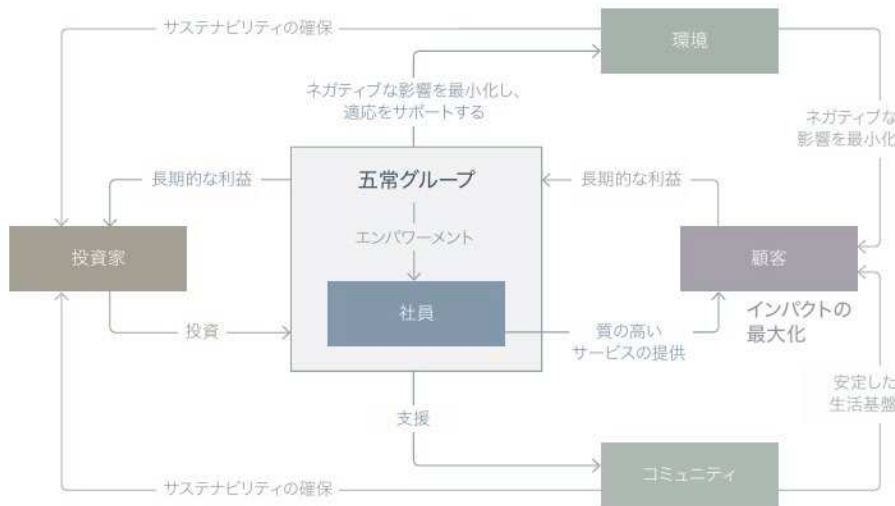 サステナビリティの確保
環境
ネガティブな影響を最小化し、
適応をサポートする
ネガティブな
影響を最小化
長期的な利益
五常グループ
長期的な利益
エンパワーメント
投資家
顧客
社員
インパクトの
最大化
投資
質の高い
サービスの提供
安定した
生活基盤
支援
コミュニティ
サステナビリティの確保